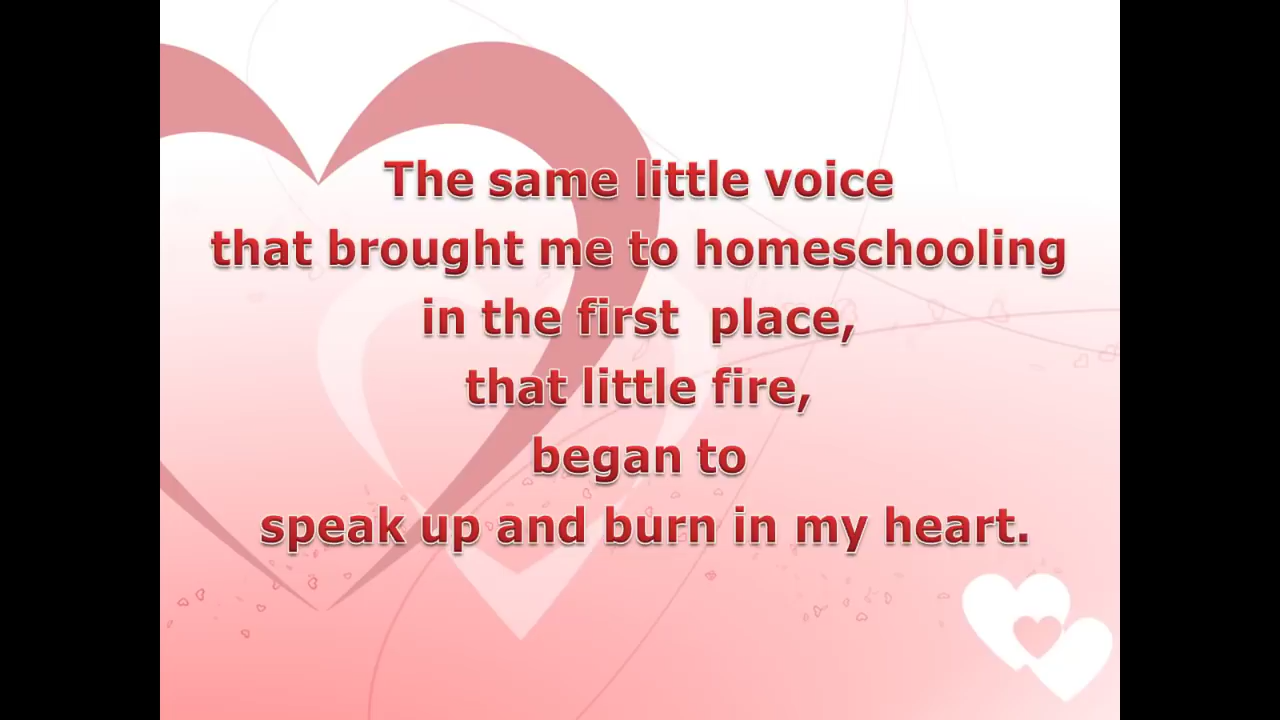 The same little voice
that brought me to homeschooling
in the first  place,
that little fire,
began to
speak up and burn in my heart.